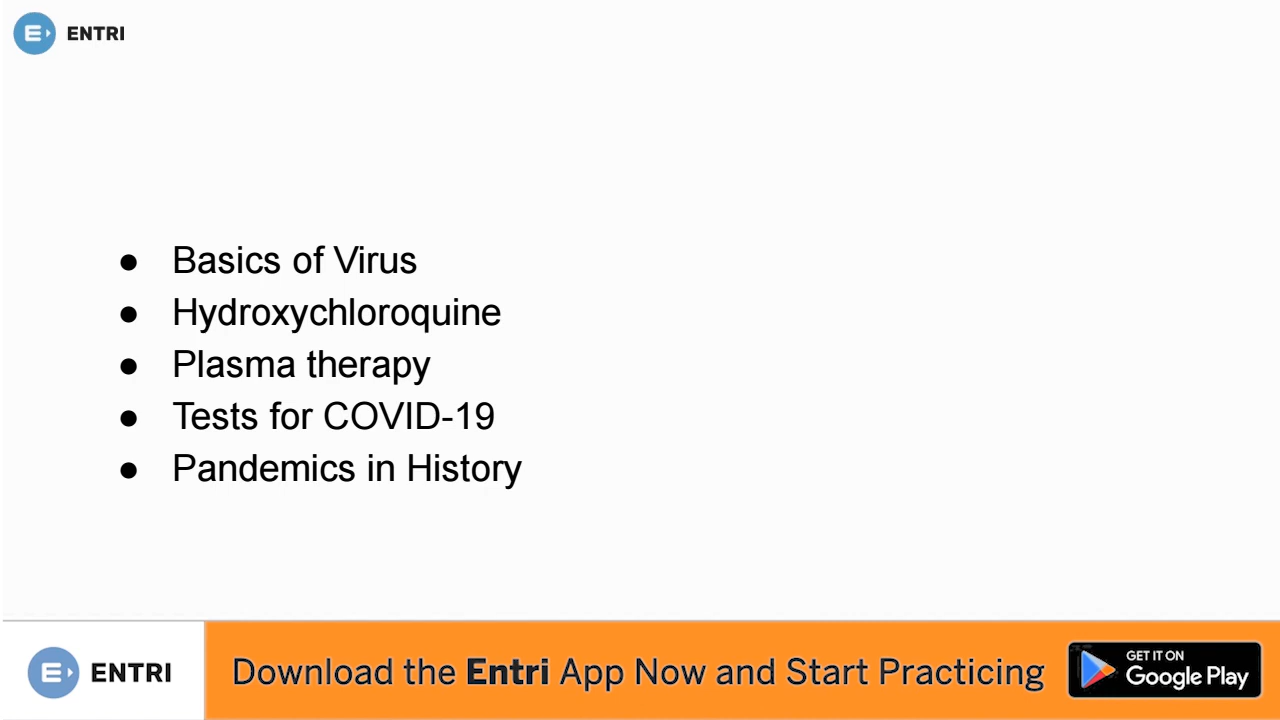 ENTRI
● Basics of Virus
● Hydroxychloroquine
● Plasma therapy
● Tests for COVID-19
● Pandemics in History
ENTRI
Download the Entri App Now and Start Practicing
GET IT ON
Google Play